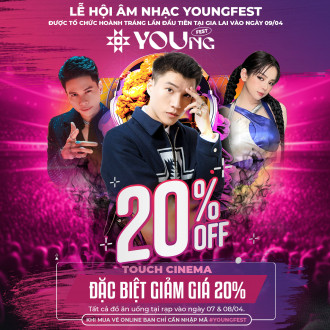 LỄ HỘI ÂM NHẠC YOUNGFEST
ĐƯỢC TỔ CHỨC HOÀNH TRÁNG LẦN ĐẦU TIÊN TẠI GIA LAI VÀO NGÀY 09/04
YOUNG
FEST
20% OFF
TOUCH CINEMA
ĐẶC BIỆT GIẢM GIÁ 20%
Tất cả đồ ăn uống tại rạp vào ngày 07 & 08/04.
KHI MUA VÉ ONLINE BẠN CHỈ CẦN NHẬP MÃ #YOUNGFEST